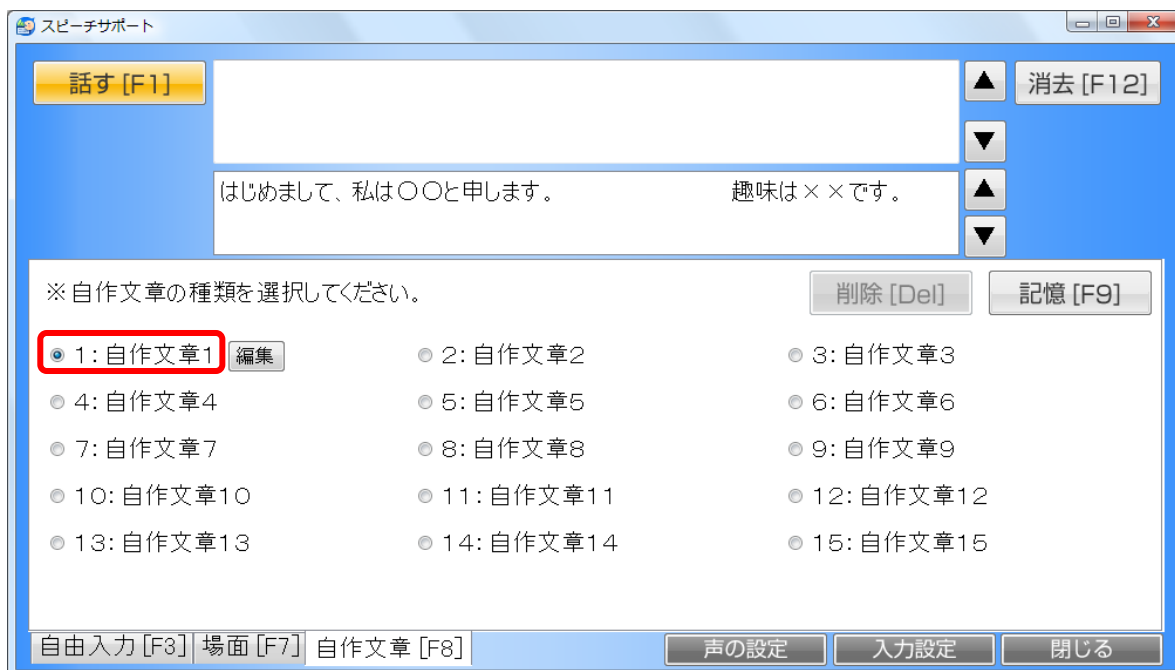 スピーチサポート
話す [F1]
▲
消去 [F12]
▼
はじめまして、私は〇〇と申します。　　　　　　趣味は××です。
▲
▼
※自作文章の種類を選択してください。
削除 [Del]
記憶 [F9]
1：自作文章1 編集
2：自作文章2
3：自作文章3
4：自作文章4
5：自作文章5
6：自作文章6
7：自作文章7
8：自作文章8
9：自作文章9
10：自作文章10
11：自作文章11
12：自作文章12
13：自作文章13
14：自作文章14
15：自作文章15
自由入力 [F3] 場面 [F7] 自作文章 [F8]
声の設定 入力設定 閉じる